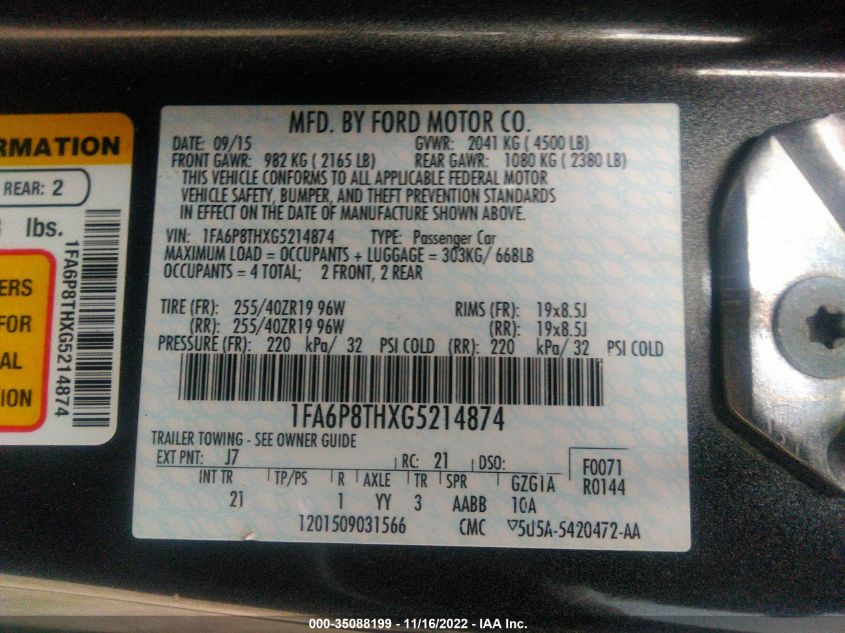 MFD. BY FORD MOTOR CO.
DATE: 09/15 GVWR: 2041 KG ( 4500 LB)
FRONT GAWR: 982 KG ( 2165 LB) REAR GAWR: 1080 KG ( 2380 LB)
THIS VEHICLE CONFORMS TO ALL APPLICABLE FEDERAL MOTOR
VEHICLE SAFETY, BUMPER, AND THEFT PREVENTION STANDARDS
IN EFFECT ON THE DATE OF MANUFACTURE SHOWN ABOVE.
VIN: 1FA6P8THXG5214874 TYPE: Passenger Car
MAXIMUM LOAD = OCCUPANTS + LUGGAGE = 303KG/ 668LB
OCCUPANTS = 4 TOTAL; 2 FRONT, 2 REAR
TIRE (FR): 255/40ZR19 96W RIMS (FR): 19x8.5J
(RR): 255/40ZR19 96W (RR): 19x8.5J
PRESSURE (FR): 220 kPa/ 32 PSI COLD (RR): 220 kPa/ 32 PSI COLD
1FA6P8THXG5214874
TRAILER TOWING - SEE OWNER GUIDE
EXT PNT: J7 RC: 21 DSO: F0071
INT TR TP/PS R AXLE TR SPR GZG1A R0144
21 1 YY 3 AABB 10A
1201509031566 CMC 5U5A-5420472-AA
RMATION
REAR: 2
lbs.
1FA6P8THXG5214874
ERS
FOR
AL
ION
000-35088199 - 11/16/2022 - IAA Inc.